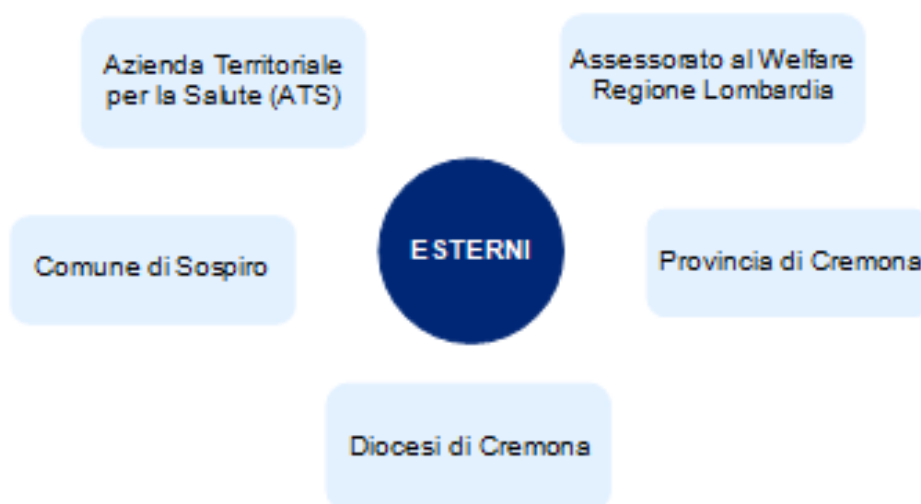 Azienda Territoriale
per la Salute (ATS)
Assessorato al Welfare
Regione Lombardia
ESTERNI
Comune di Sospiro
Provincia di Cremona
Diocesi di Cremona